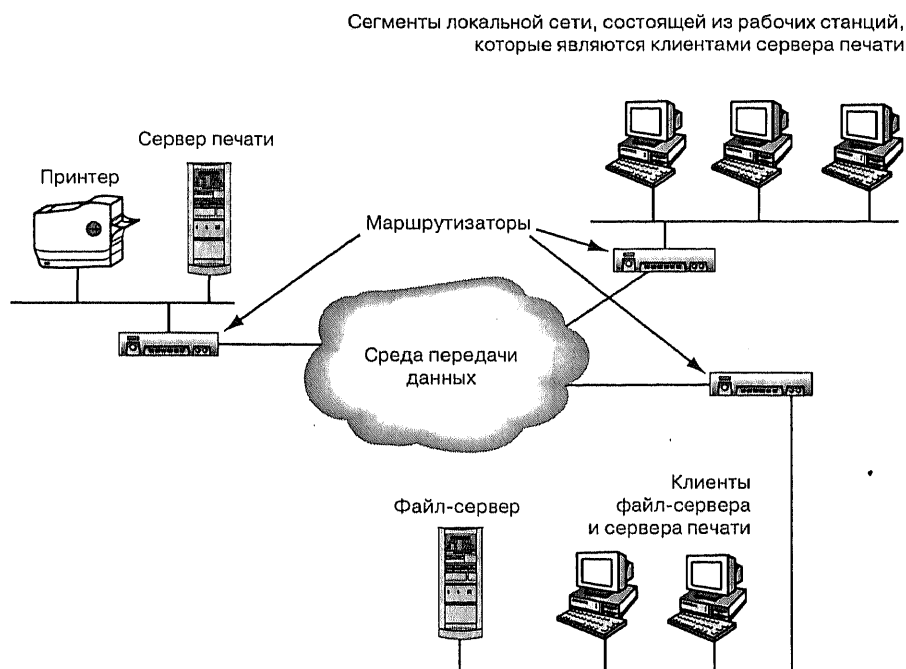 Сегменты локальной сети, состоящей из рабочих станций,
которые являются клиентами сервера печати
Сервер печати
Принтер
Маршрутизаторы
Среда передачи
данных
Клиенты
файл-сервера
и сервера печати
Файл-сервер